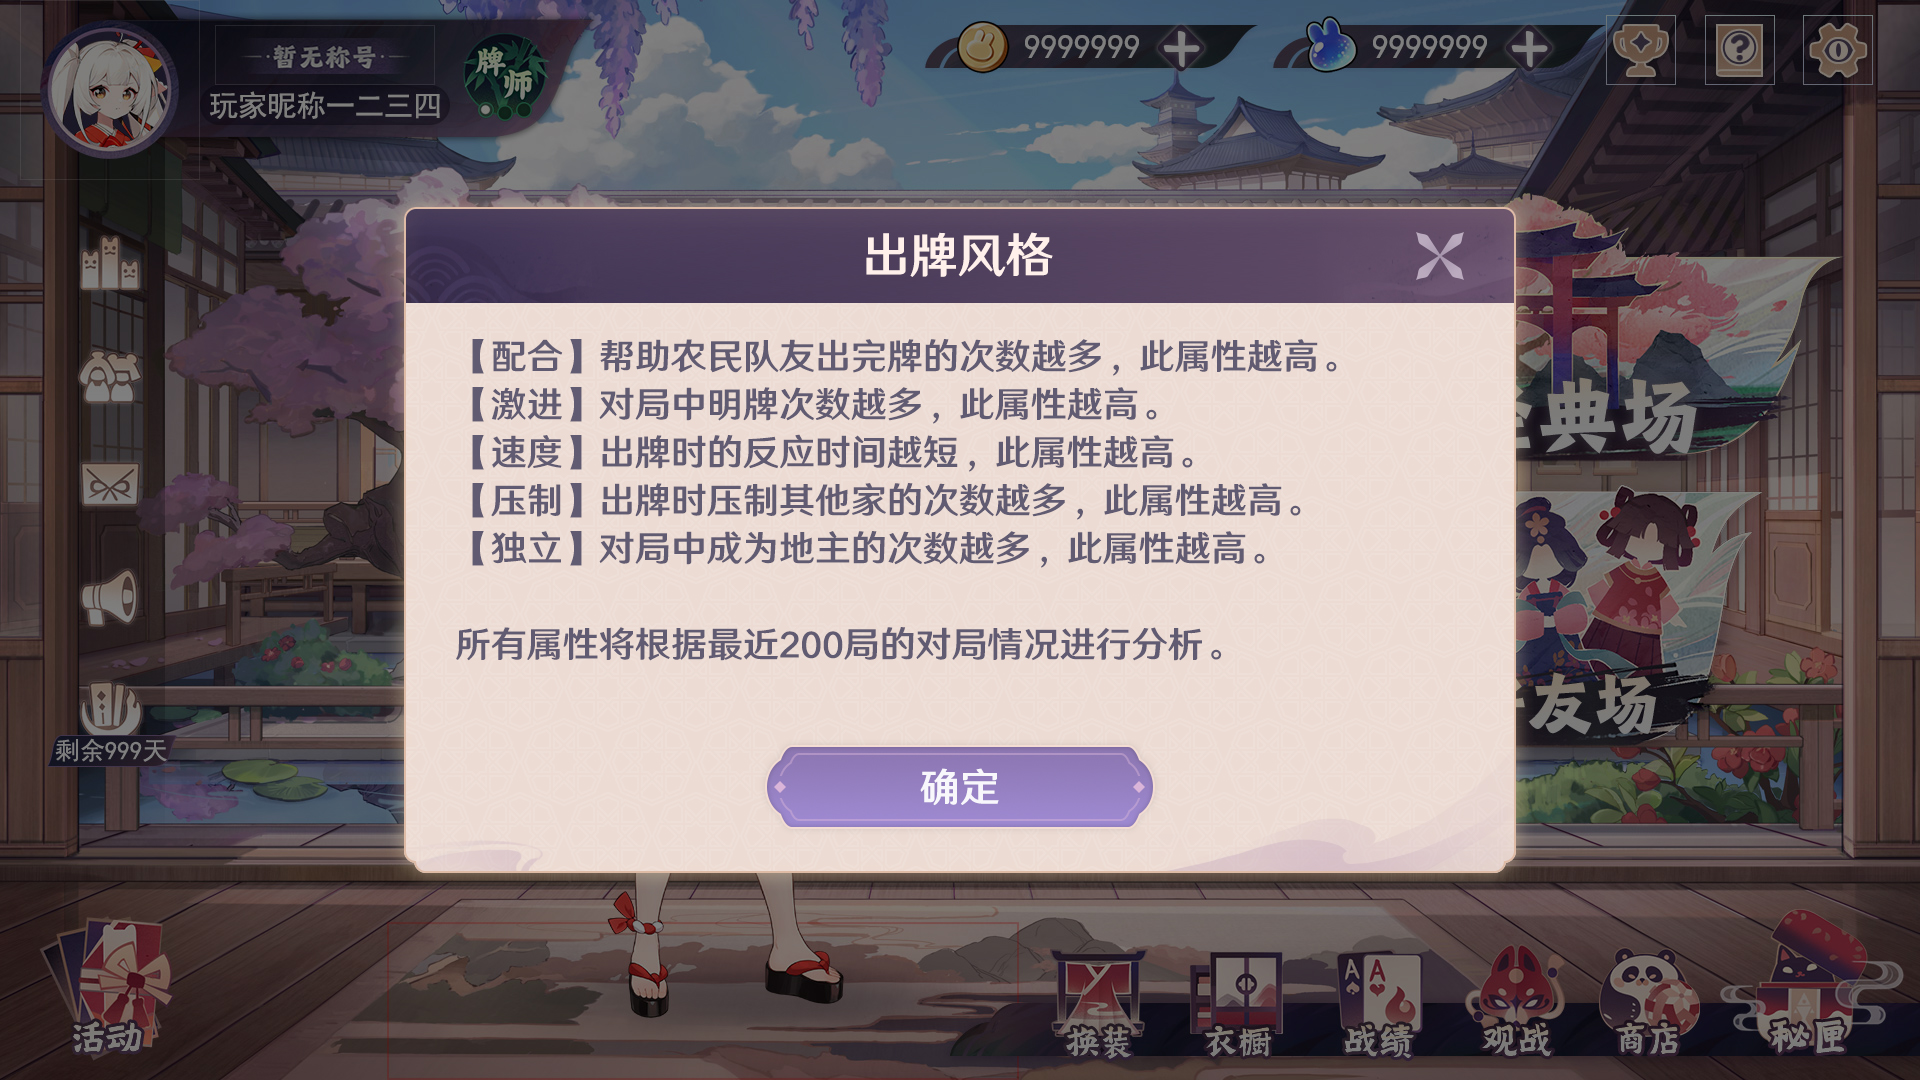 暂无称号
玩家昵称一二三四
牌师
9999999
9999999
出牌风格
【配合】帮助农民队友出完牌的次数越多，此属性越高。
【激进】对局中明牌次数越多，此属性越高。
【速度】出牌时的反应时间越短，此属性越高。
【压制】出牌时压制其他家的次数越多，此属性越高。
【独立】对局中成为地主的次数越多，此属性越高。
所有属性将根据最近200局的对局情况进行分析。
确定
典场
友场
剩余999天
活动
换装
衣橱
A A
战绩
观战
商店
秘匣